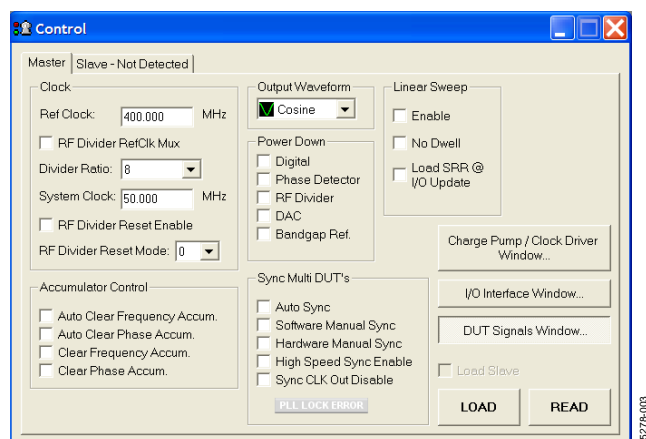 Control
Master
Slave - Not Detected
Clock
Ref Clock: 400.000 MHz
RF Divider RefClk Mux
Divider Ratio: 8
System Clock: 50.000 MHz
RF Divider Reset Enable
RF Divider Reset Mode: 0
Accumulator Control
Auto Clear Frequency Accum.
Auto Clear Phase Accum.
Clear Frequency Accum.
Clear Phase Accum.
Output Waveform
Cosine
Power Down
Digital
Phase Detector
RF Divider
DAC
Bandgap Ref.
Sync Multi DUT's
Auto Sync
Software Manual Sync
Hardware Manual Sync
High Speed Sync Enable
Sync CLK Out Disable
PLL LOCK ERROR
Linear Sweep
Enable
No Dwell
Load SRR @
I/O Update
Charge Pump / Clock Driver
Window...
I/O Interface Window...
DUT Signals Window...
Load Slave
LOAD
READ
5278-003